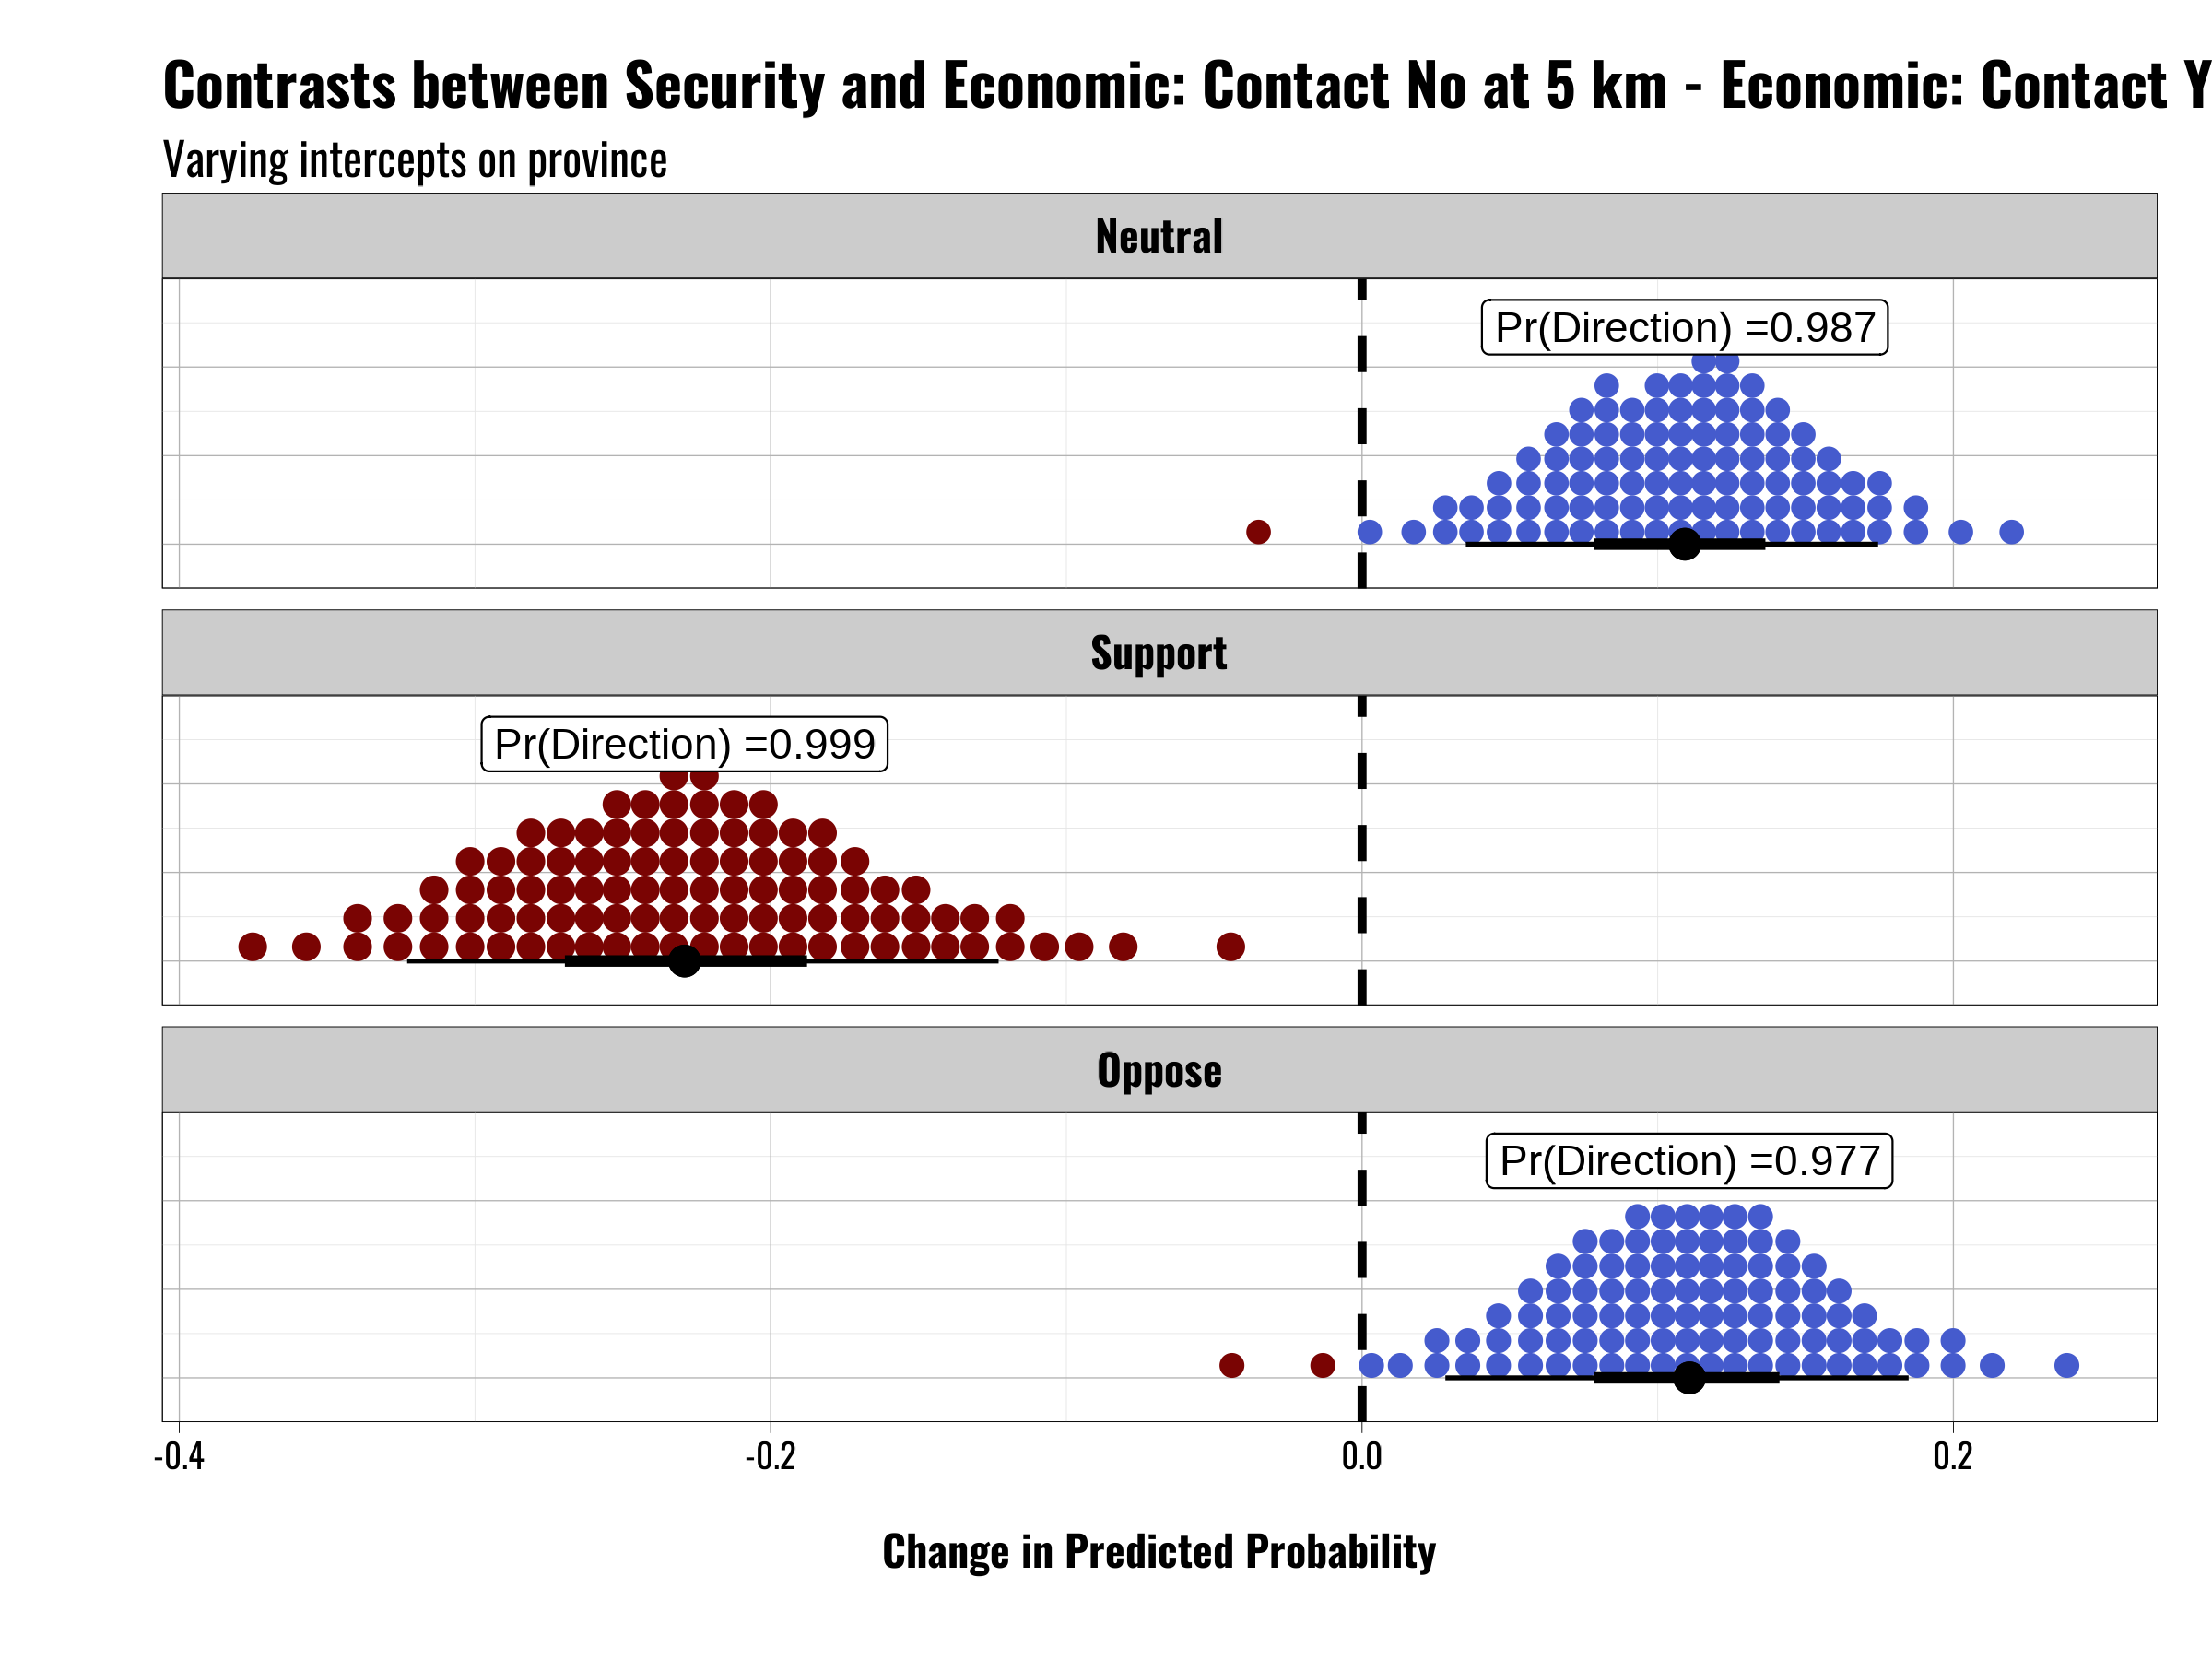 Contrasts between Security and Economic: Contact No at 5 km - Economic: Contact Y
Varying intercepts on province
Neutral
Pr(Direction) =0.987
Support
Pr(Direction) =0.999
Oppose
Pr(Direction) =0.977
-0.4 -0.2 0.0 0.2
Change in Predicted Probability